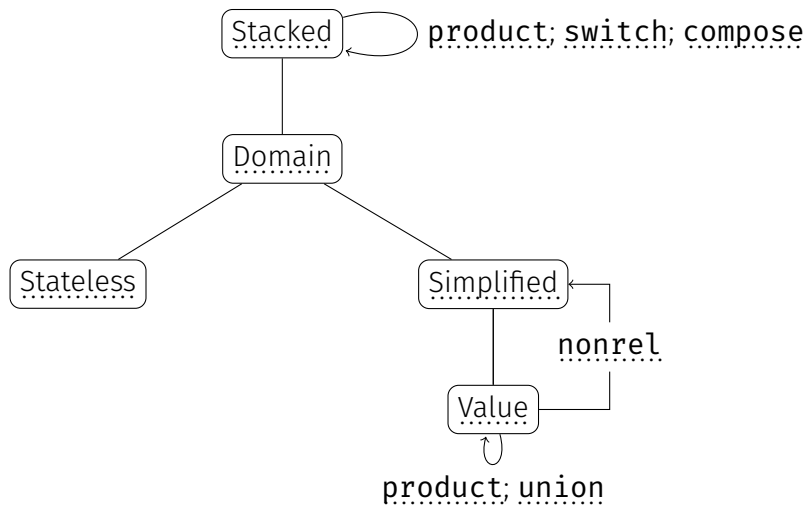 Stacked
product; switch; compose
Domain
Stateless
Simplified
nonrel
Value
product; union